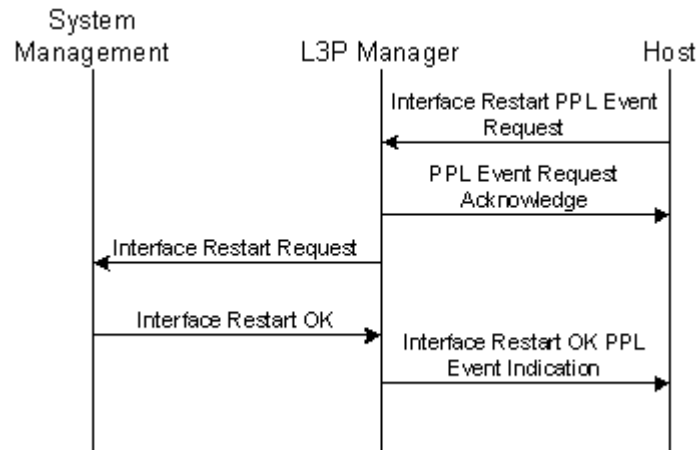 System
Management
L3P Manager
Host
Interface Restart PPL Event
Request
PPL Event Request
Acknowledge
Interface Restart Request
Interface Restart OK
Interface Restart OK PPL
Event Indication